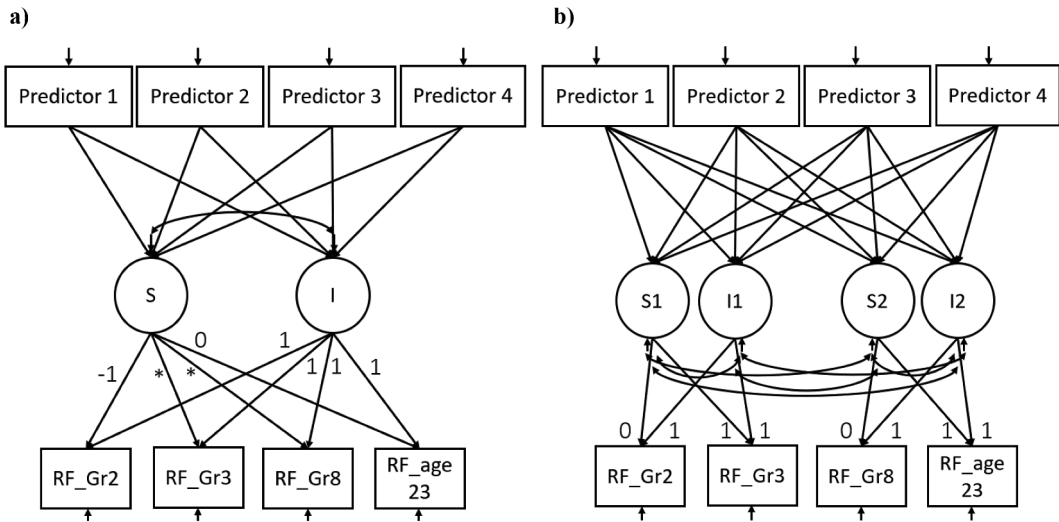 a)
Predictor 1 Predictor 2 Predictor 3 Predictor 4
S I
-1 * * 0 1 1 1 1
RF_Gr2 RF_Gr3 RF_Gr8 RF_age
23
b)
Predictor 1 Predictor 2 Predictor 3 Predictor 4
S1 I1 S2 I2
0 1 1 1 0 1 1 1
RF_Gr2 RF_Gr3 RF_Gr8 RF_age
23